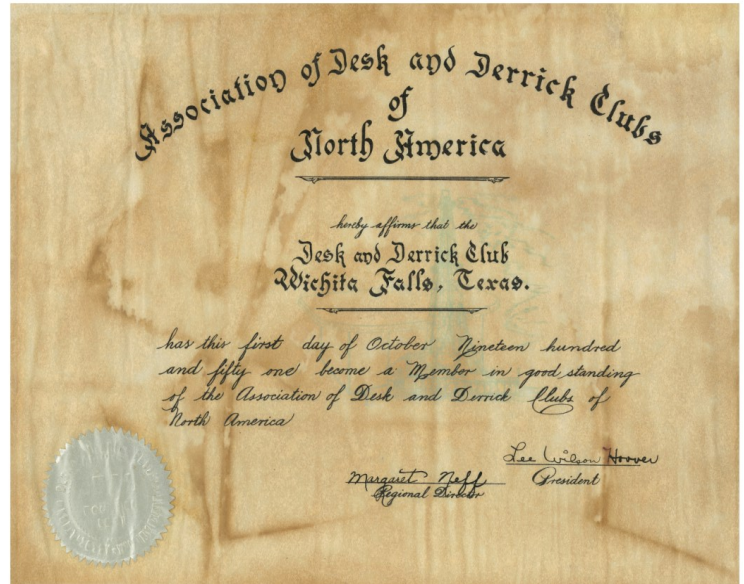 Association of Desk and Derrick Clubs
of
North America
hereby affirms that the
Desk and Derrick Club
Wichita Falls, Texas.
has this first day of October Nineteen hundred
and fifty one become a Member in good standing
of the Association of Desk and Derrick Clubs of
North America
Lee Wilson Hoover
President
Margaret Neff
Regional Director